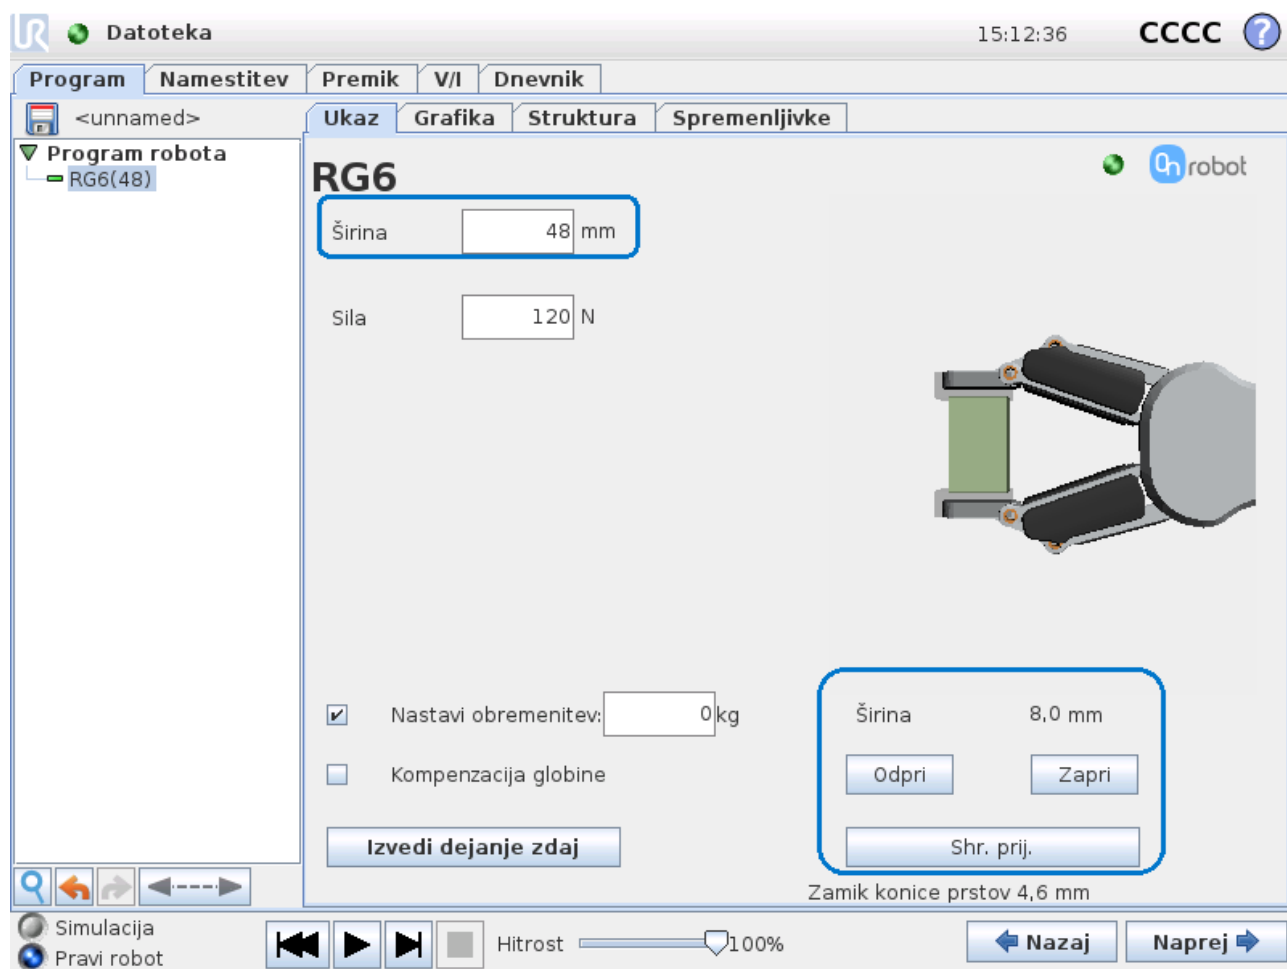 Datoteka 15:12:36 CCCC ?
Program Namestitev Premik V/I Dnevnik
<unnamed> Ukaz Grafika Struktura Spremenljivke
Program robota
RG6(48)
RG6
On robot
Širina 48 mm
Sila 120 N
Nastavi obremenitev: 0 kg
Kompenzacija globine
Izvedi dejanje zdaj
Širina 8,0 mm
Odpri Zapri
Shr. prij.
Zamik konice prstov 4,6 mm
Simulacija
Pravi robot
Hitrost 100%
Nazaj Naprej